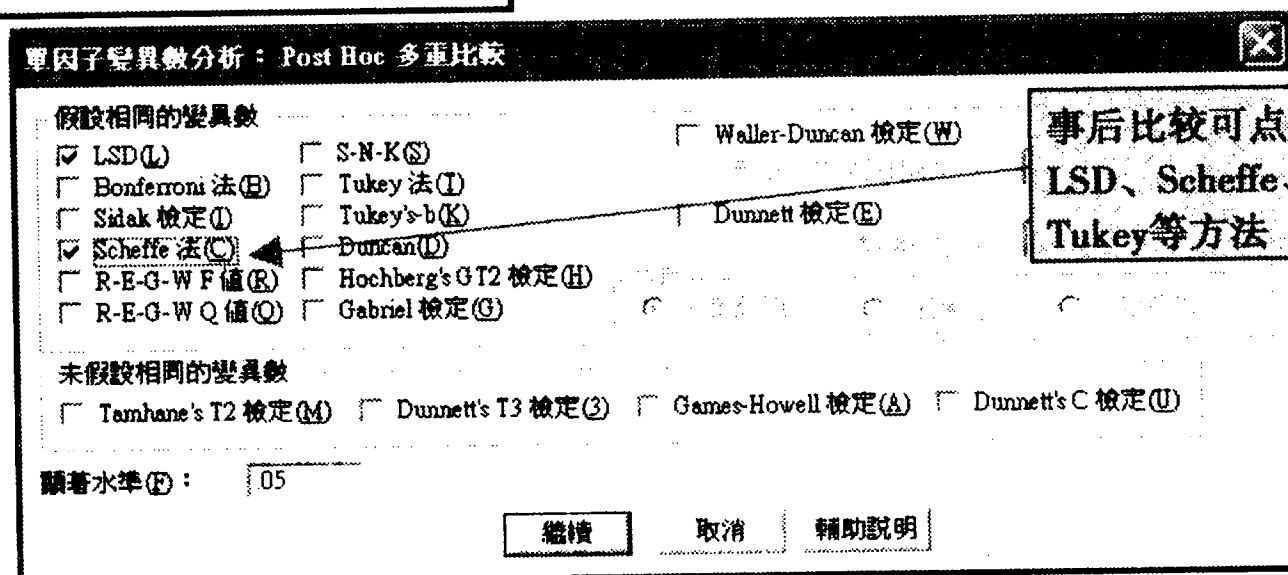 單因子變異數分析：Post Hoc 多重比較
假設相同的變異數
LSD(L)
S-N-K(S)
Waller-Duncan 檢定(W)
Bonferroni 法(B)
Tukey 法(T)
Sidak 檢定(I)
Tukey's-b(K)
Dunnett 檢定(E)
Scheffe 法(C)
Duncan(D)
R-E-G-W F 值(R)
Hochberg's GT2 檢定(H)
R-E-G-W Q 值(Q)
Gabriel 檢定(G)
事后比较可点
LSD、Scheffe、
Tukey等方法
未假設相同的變異數
Tamhane's T2 檢定(M)
Dunnett's T3 檢定(3)
Games-Howell 檢定(A)
Dunnett's C 檢定(U)
顯著水準(F)：
.05
繼續
取消
輔助說明